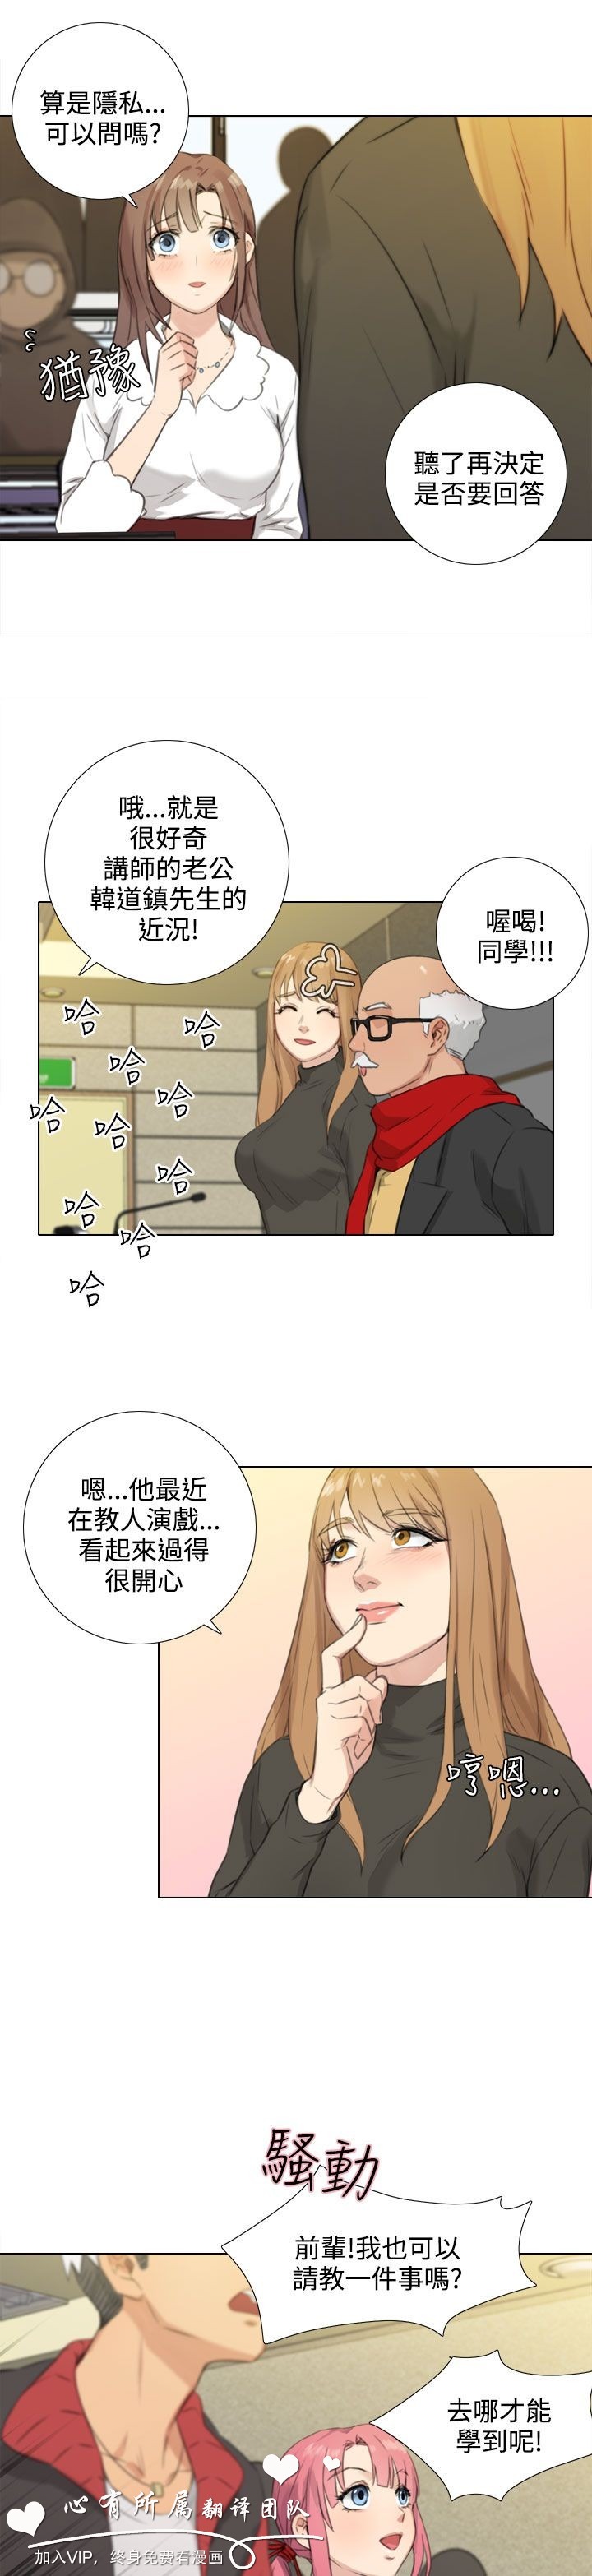 算是隱私...
可以問嗎?
猶豫
聽了再決定
是否要回答
哦...就是
很好奇
講師的老公
韓道鎮先生的
近況!
喔喝!
同學!!!
哈
哈
哈
哈
哈
哈
哈
哈
哈
哈
嗯...他最近
在教人演戲...
看起來過得
很開心
哼嗯...
騷動
前輩!我也可以
請教一件事嗎?
去哪才能
學到呢!
心有所属翻译团队
加入VIP，终身免费看漫画